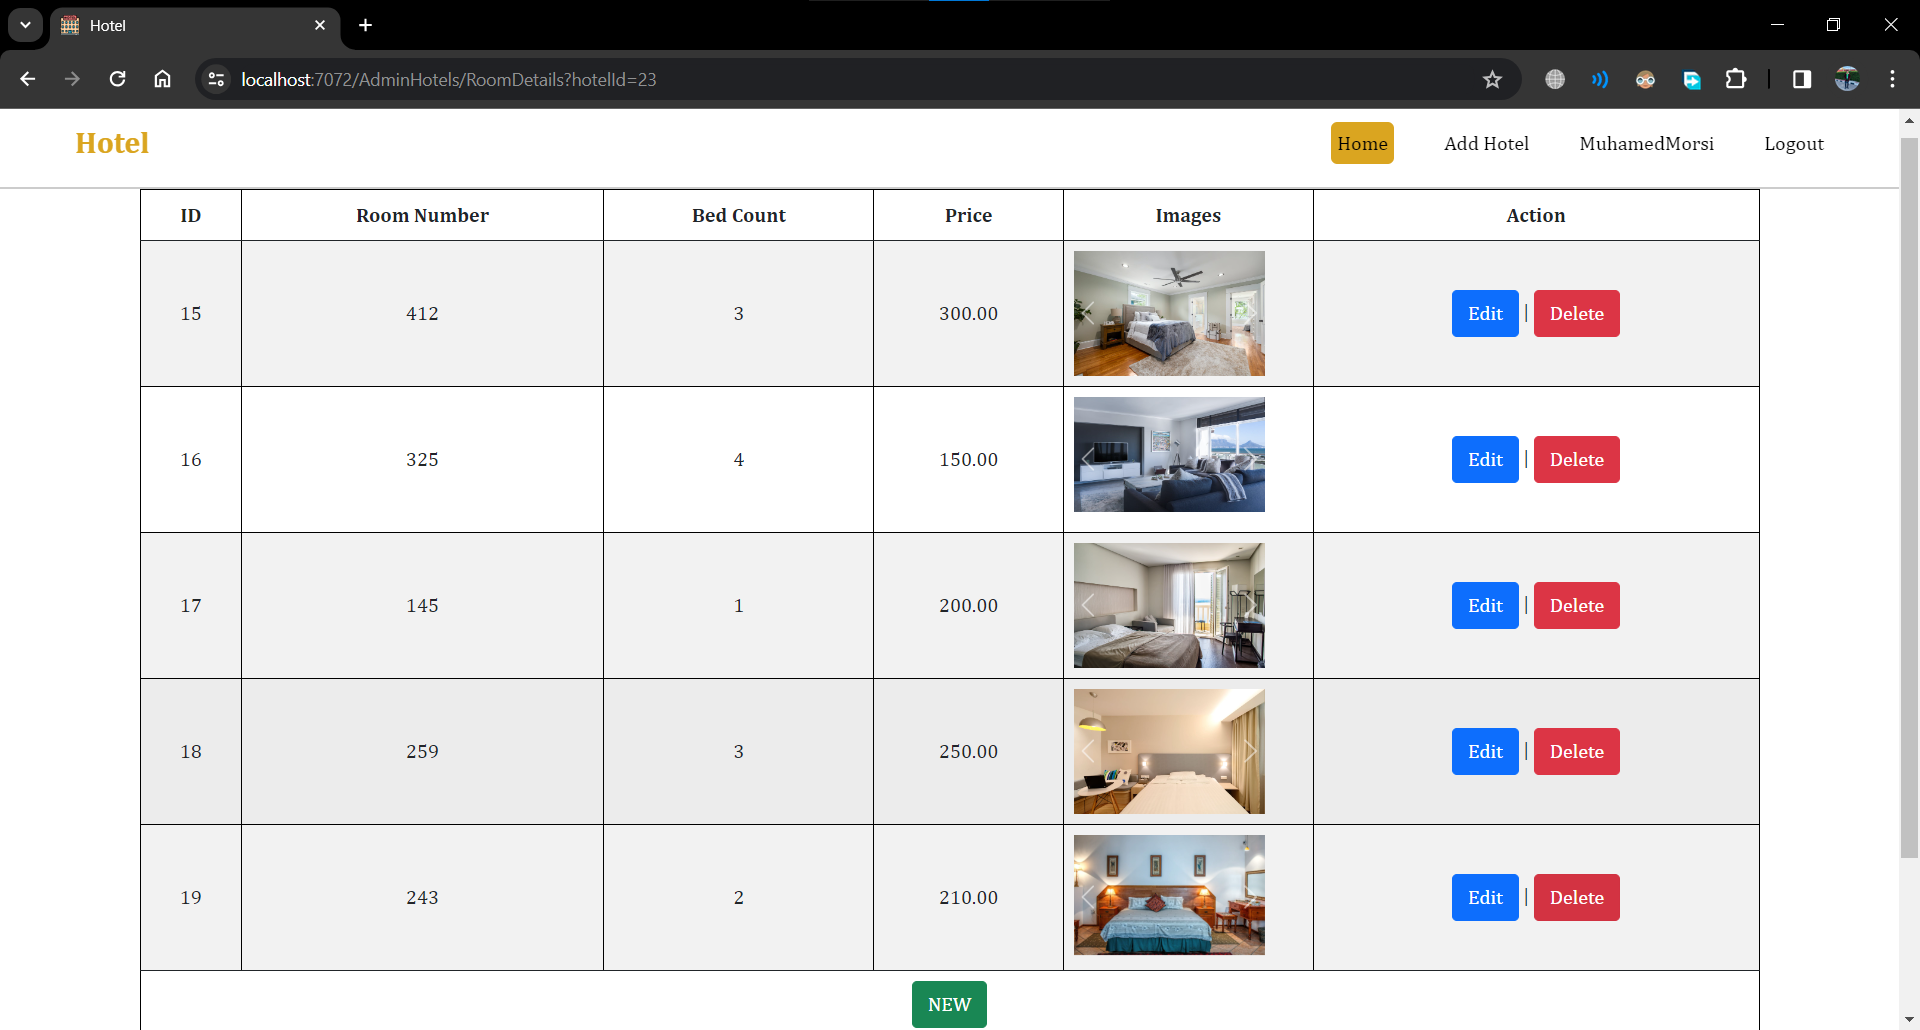 Hotel
localhost:7072/AdminHotels/RoomDetails?hotelId=23
Hotel Home Add Hotel MuhamedMorsi Logout
ID Room Number Bed Count Price Images Action
15 412 3 300.00 Edit | Delete
16 325 4 150.00 Edit | Delete
17 145 1 200.00 Edit | Delete
18 259 3 250.00 Edit | Delete
19 243 2 210.00 Edit | Delete
NEW